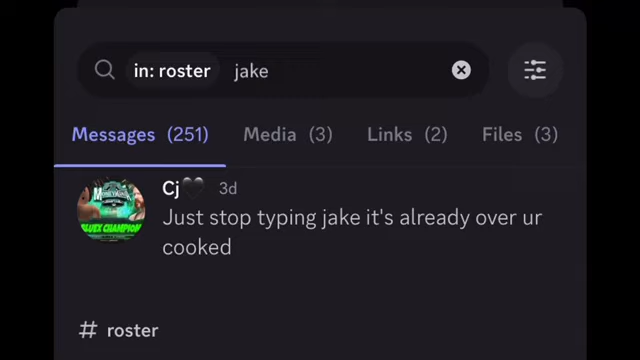 in: roster jake
Messages (251) Media (3) Links (2) Files (3)
Cj🖤 3d
Just stop typing jake it's already over ur
cooked
# roster